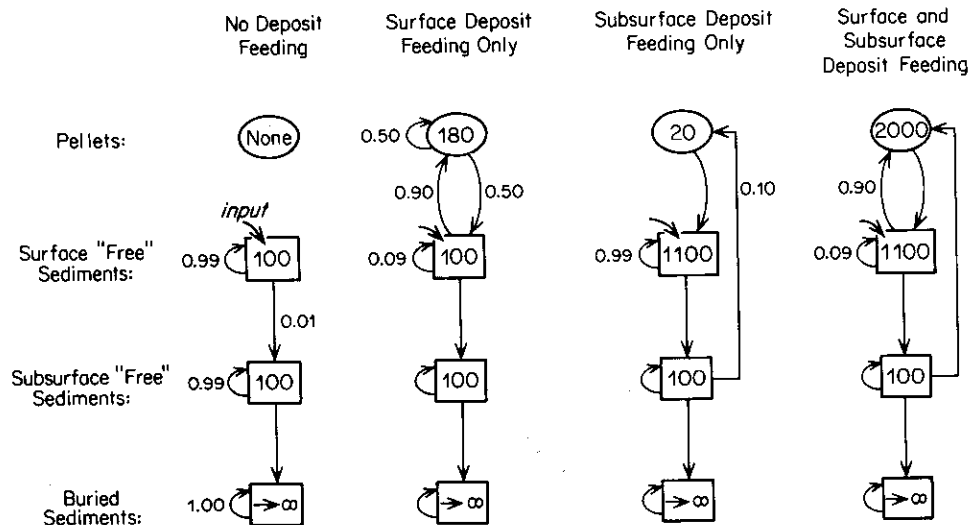 No Deposit
Feeding
Surface Deposit
Feeding Only
Subsurface Deposit
Feeding Only
Surface and
Subsurface
Deposit Feeding
Pellets:
None
0.50
180
20
2000
0.90
0.50
0.10
0.90
input
Surface "Free"
Sediments:
0.99
100
0.09
100
0.99
1100
0.09
1100
0.01
Subsurface "Free"
Sediments:
0.99
100
100
100
100
Buried
Sediments:
1.00
→∞
→∞
→∞
→∞